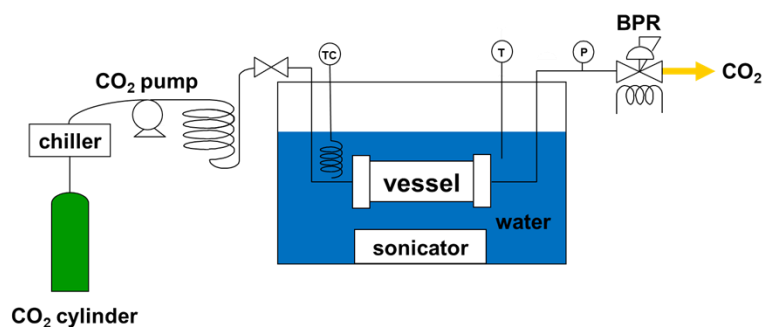 BPR
TC
T
P
CO₂
CO₂ pump
chiller
vessel
water
sonicator
CO₂ cylinder